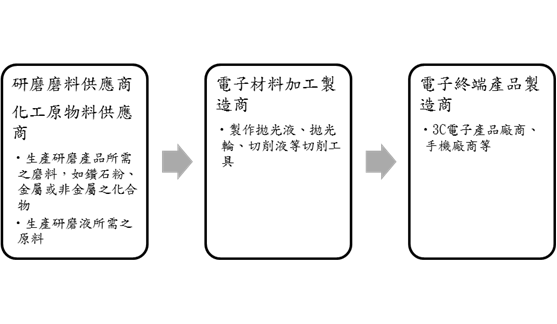 研磨磨料供應商
化工原物料供應
商
・生產研磨產品所需
之磨料，如鑽石粉、
金屬或非金屬之化合
物
・生產研磨液所需之
原料
電子材料加工製
造商
・製作拋光液、拋光
輪、切削液等切削工
具
電子終端產品製
造商
・3C電子產品廠商、
手機廠商等